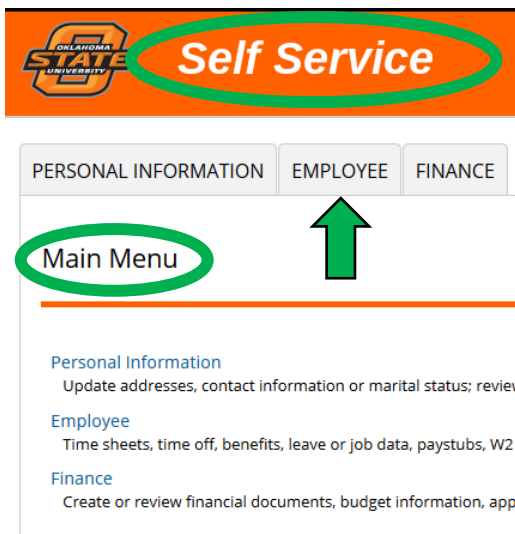 OKLAHOMA
STATE
UNIVERSITY
Self Service
PERSONAL INFORMATION EMPLOYEE FINANCE
Main Menu
Personal Information
Update addresses, contact information or marital status; review
Employee
Time sheets, time off, benefits, leave or job data, paystubs, W2
Finance
Create or review financial documents, budget information, app